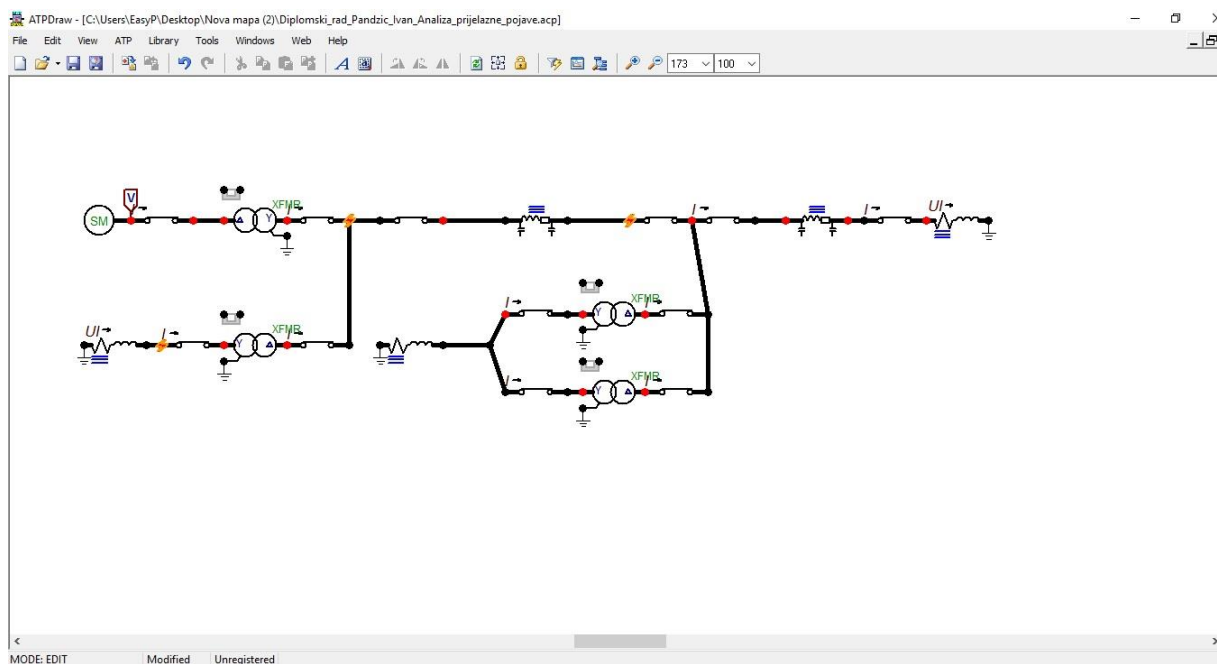 ATPDraw - [C:\Users\EasyP\Desktop\Nova mapa (2)\Diplomski_rad_Pandzic_Ivan_Analiza_prijelazne_pojave.acp]
File Edit View ATP Library Tools Windows Web Help
A 173 100
V
I XFMR I I I UI
SM Y
I XFMR I
UI I XFMR I Y
Y
I XFMR I
Y
MODE: EDIT Modified Unregistered